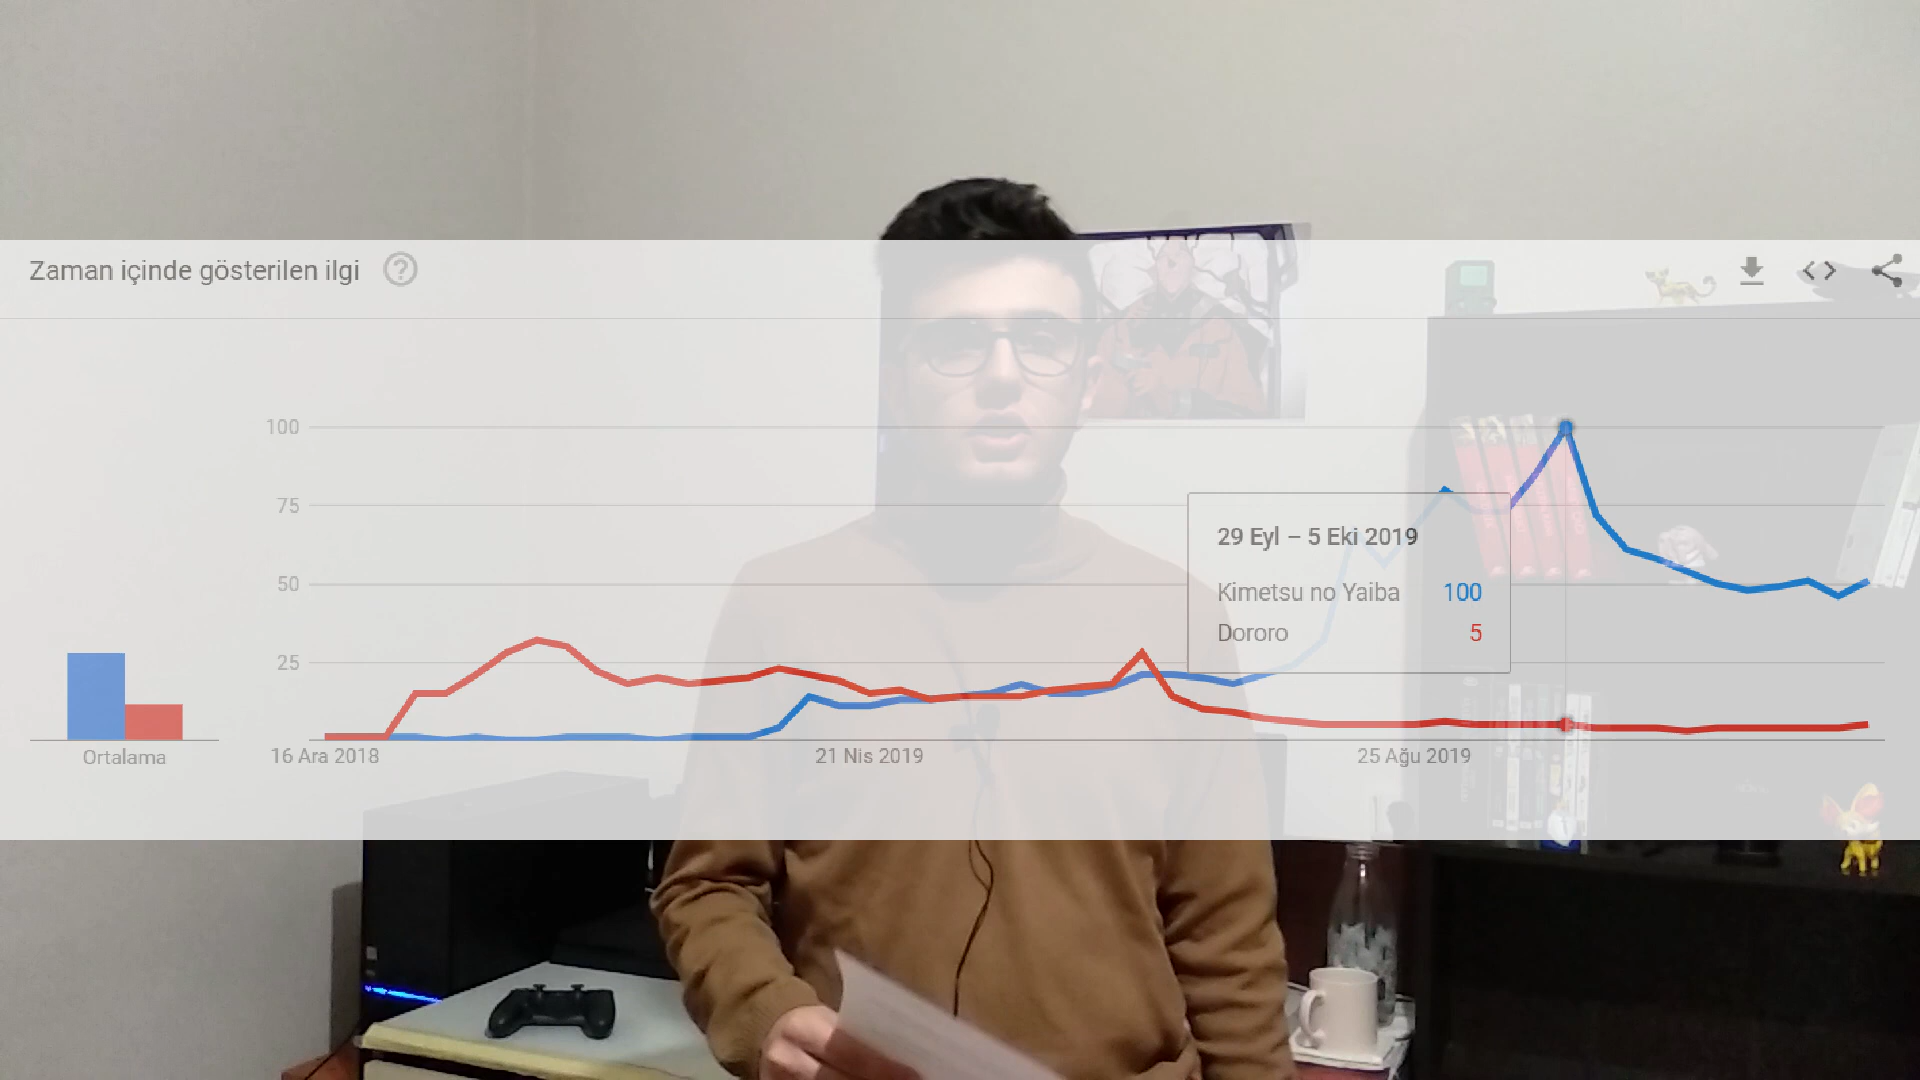 Zaman içinde gösterilen ilgi
100
75
50
25
29 Eyl – 5 Eki 2019
Kimetsu no Yaiba 100
Dororo 5
Ortalama
16 Ara 2018
21 Nis 2019
25 Ağu 2019